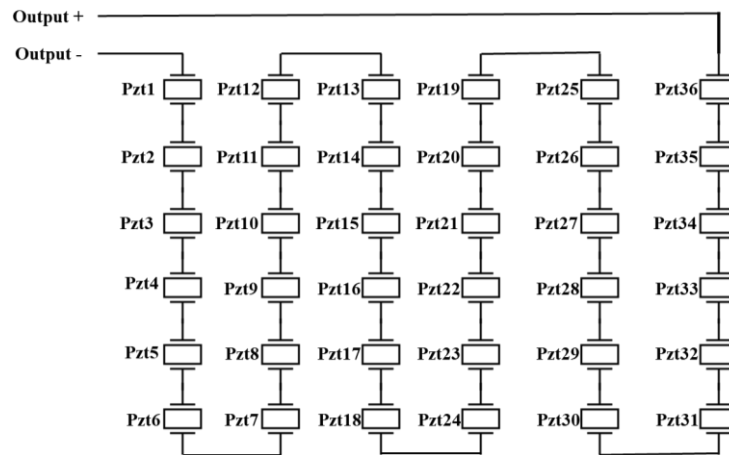 Output +
Output -
Pzt1 Pzt12 Pzt13 Pzt19 Pzt25 Pzt36
Pzt2 Pzt11 Pzt14 Pzt20 Pzt26 Pzt35
Pzt3 Pzt10 Pzt15 Pzt21 Pzt27 Pzt34
Pzt4 Pzt9 Pzt16 Pzt22 Pzt28 Pzt33
Pzt5 Pzt8 Pzt17 Pzt23 Pzt29 Pzt32
Pzt6 Pzt7 Pzt18 Pzt24 Pzt30 Pzt31